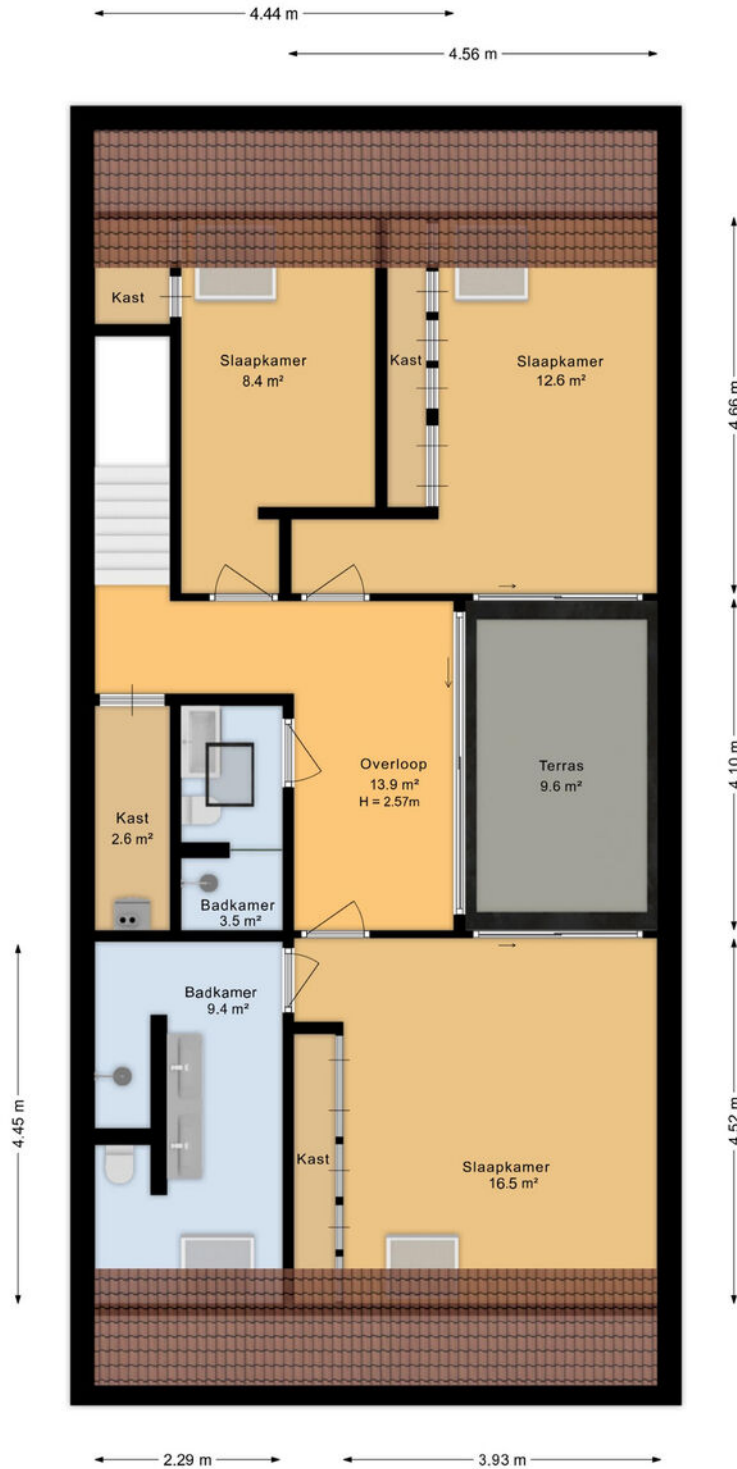 4.44 m
4.56 m
Kast
Slaapkamer
8.4 m²
Kast
Slaapkamer
12.6 m²
4.66 m
Overloop
13.9 m²
H = 2.57m
Terras
9.6 m²
4.10 m
Kast
2.6 m²
Badkamer
3.5 m²
Badkamer
9.4 m²
4.45 m
Kast
Slaapkamer
16.5 m²
4.52 m
2.29 m
3.93 m